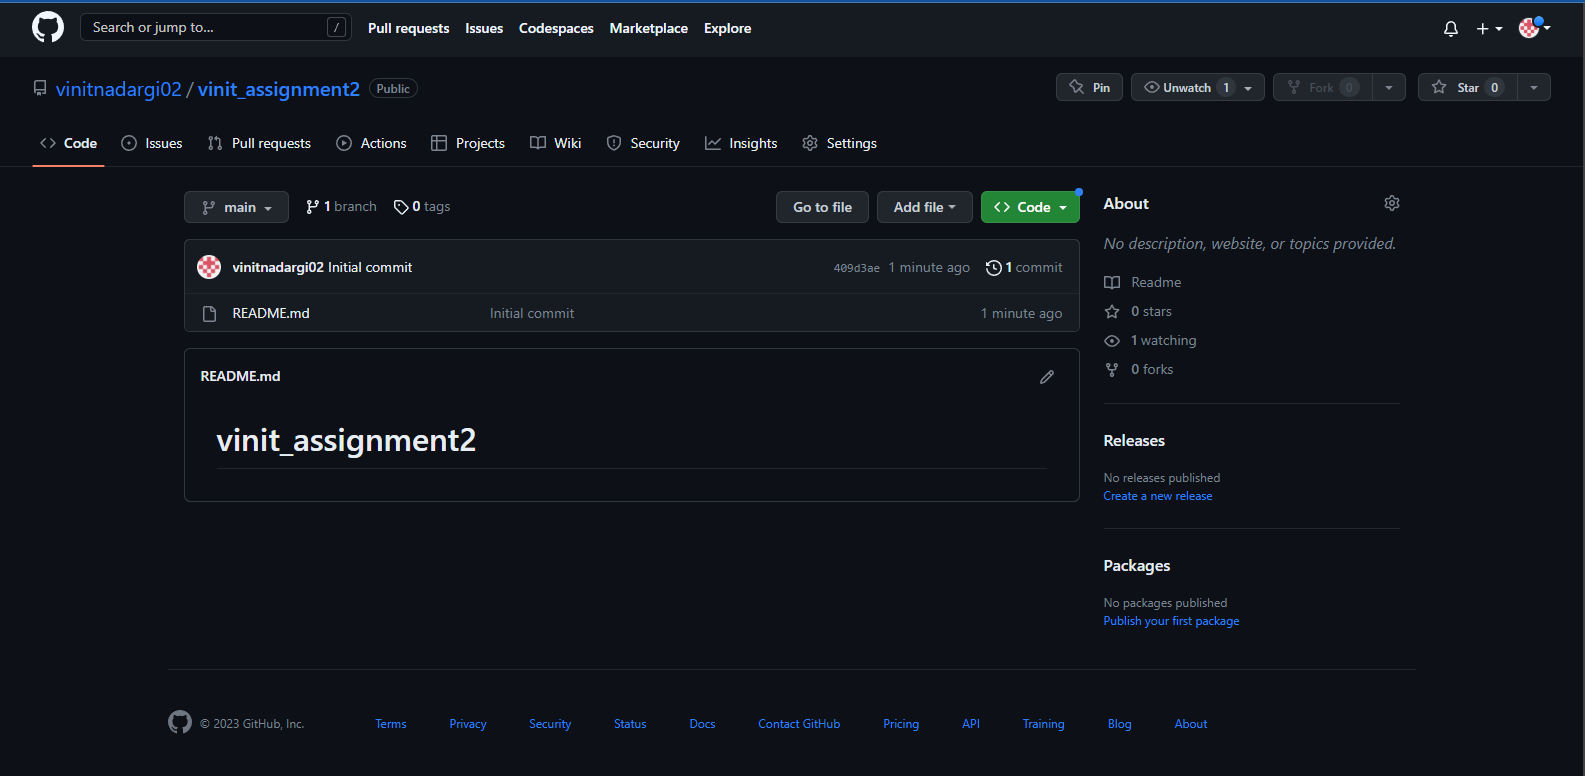 Search or jump to... /
Pull requests Issues Codespaces Marketplace Explore
vinitnadargi02 / vinit_assignment2 Public
Pin Unwatch 1 Fork 0 Star 0
Code Issues Pull requests Actions Projects Wiki Security Insights Settings
main 1 branch 0 tags
Go to file Add file Code
vinitnadargi02 Initial commit 409d3ae 1 minute ago 1 commit
README.md Initial commit 1 minute ago
README.md
vinit_assignment2
About
No description, website, or topics provided.
Readme
0 stars
1 watching
0 forks
Releases
No releases published
Create a new release
Packages
No packages published
Publish your first package
© 2023 GitHub, Inc. Terms Privacy Security Status Docs Contact GitHub Pricing API Training Blog About